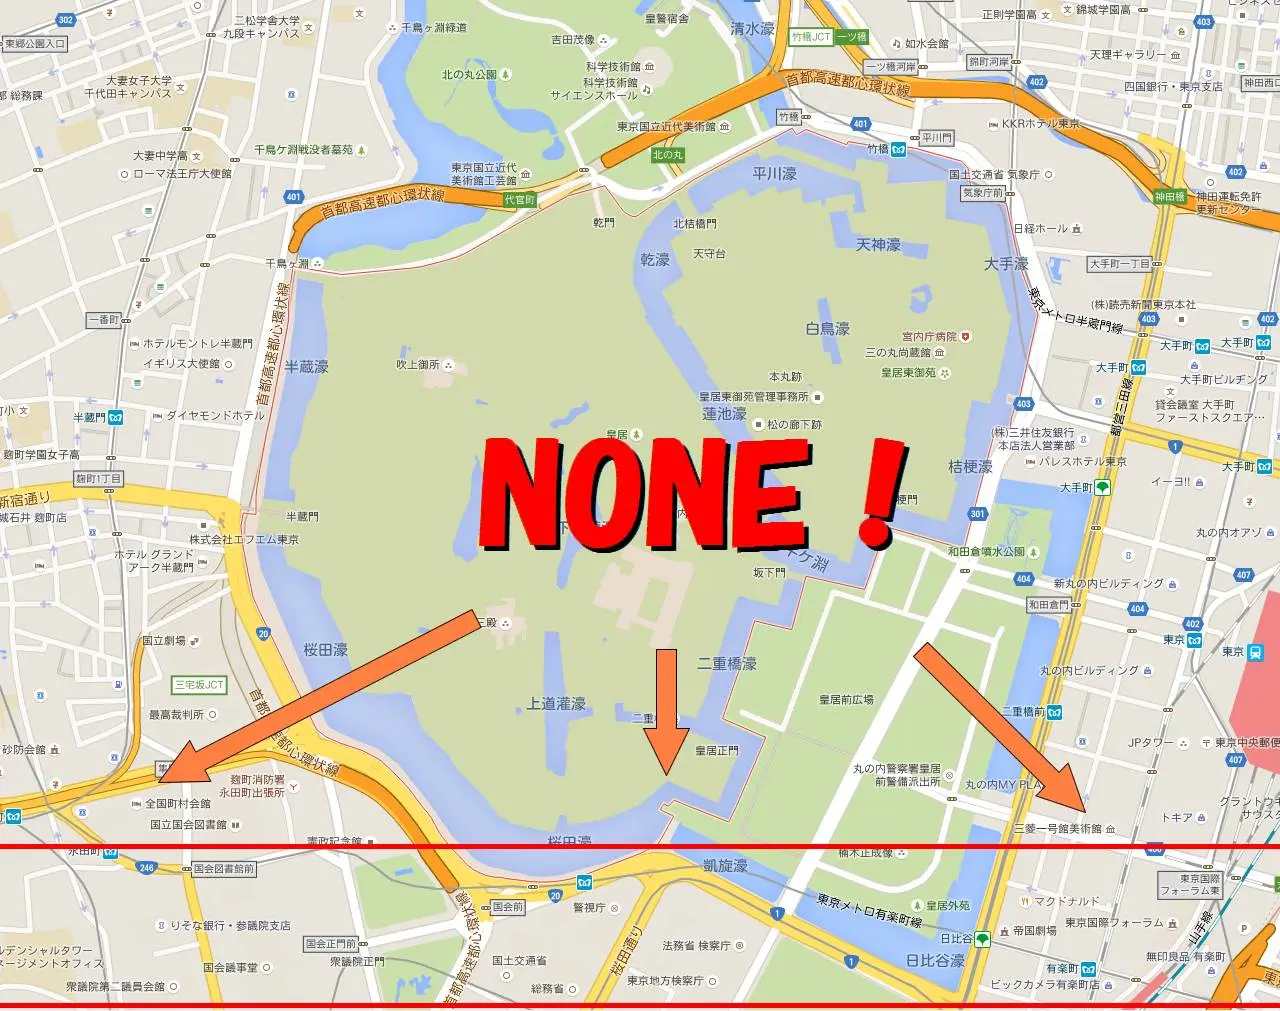 302
東郷公園入口
二松學舍大学
九段キャンパス
千鳥ヶ淵緑道
皇警宿舎
吉田茂像
清水濠
竹橋JCT
一ツ橋
如水会館
正則学園高
錦城学園高
403
天理ギャラリー
大妻女子大学
千代田キャンパス
総務課
北の丸公園
科学技術館
科学技術館
サイエンスホール
首都高速都心環状線
一ツ橋河岸
錦町河岸
402
四国銀行・東京支店
神田西口
大妻中学高
ローマ法王庁大使館
千鳥ケ淵戦没者墓苑
東京国立近代美術館
北の丸
竹橋
401
平川門
KKRホテル東京
竹橋
東京国立近代
美術館工芸館
代官町
平川濠
国土交通省 気象庁
気象庁前
402
401
首都高速都心環状線
神田橋
神田運転免許
更新センター
乾門
北桔橋門
天守台
天神濠
日経ホール
千鳥ヶ淵
乾濠
大手濠
大手町一丁目
首都高速都心環状線
東京メトロ半蔵門線
(株)読売新聞東京本社
403
402
一番町
ホテルモントレ半蔵門
イギリス大使館
半蔵濠
吹上御所
白鳥濠
宮内庁病院
三の丸尚蔵館
皇居東御苑
大手町
大手町
大手町
本丸跡
皇居東御苑管理事務所
蓮池濠
松の廊下跡
403
都営三田線
大手町ビルヂング
貸会議室 大手町
ファーストスクエア…
半蔵門
ダイヤモンドホテル
皇居
(株)三井住友銀行
本店法人営業部
1
麹町学園女子高
麹町1丁目
NONE!
桔梗濠
パレスホテル東京
大手町
大手町
イーヨ!!
新宿通り
城石井 麹町店
半蔵門
株式会社エフエム東京
301
丸の内オアゾ
ホテル グランド
アーク半蔵門
坂下門
和田倉噴水公園
404
新丸の内ビルディング
407
和田倉門
404
20
国立劇場
桜田濠
三殿
二重橋濠
東京
東京
三宅坂JCT
丸の内ビルディング
最高裁判所
首都高速都心環状線
上道灌濠
皇居前広場
二重橋前
砂防会館
皇居正門
JPタワー
東京中央郵便
407
麹町消防署
永田町出張所
丸の内警察署皇居
前警備派出所
丸の内MY PLA
全国町村会館
国立国会図書館
憲政記念館
桜田濠
三菱一号館美術館
トキア
永田町
246
国会図書館前
凱旋濠
楠木正成像
東京国際
フォーラム東
20
国会前
警視庁
1
東京メトロ有楽町線
皇居外苑
マクドナルド
りそな銀行・参議院支店
帝国劇場
東京国際フォーラム
山手線
国会正門前
衆議院正門
桜田通り
法務省 検察庁
日比谷
無印良品 有楽町
国会議事堂
国土交通省
1
日比谷濠
有楽町
衆議院第二議員会館
首都高速都心環状線
総務省
東京地方検察庁
ビックカメラ有楽町店